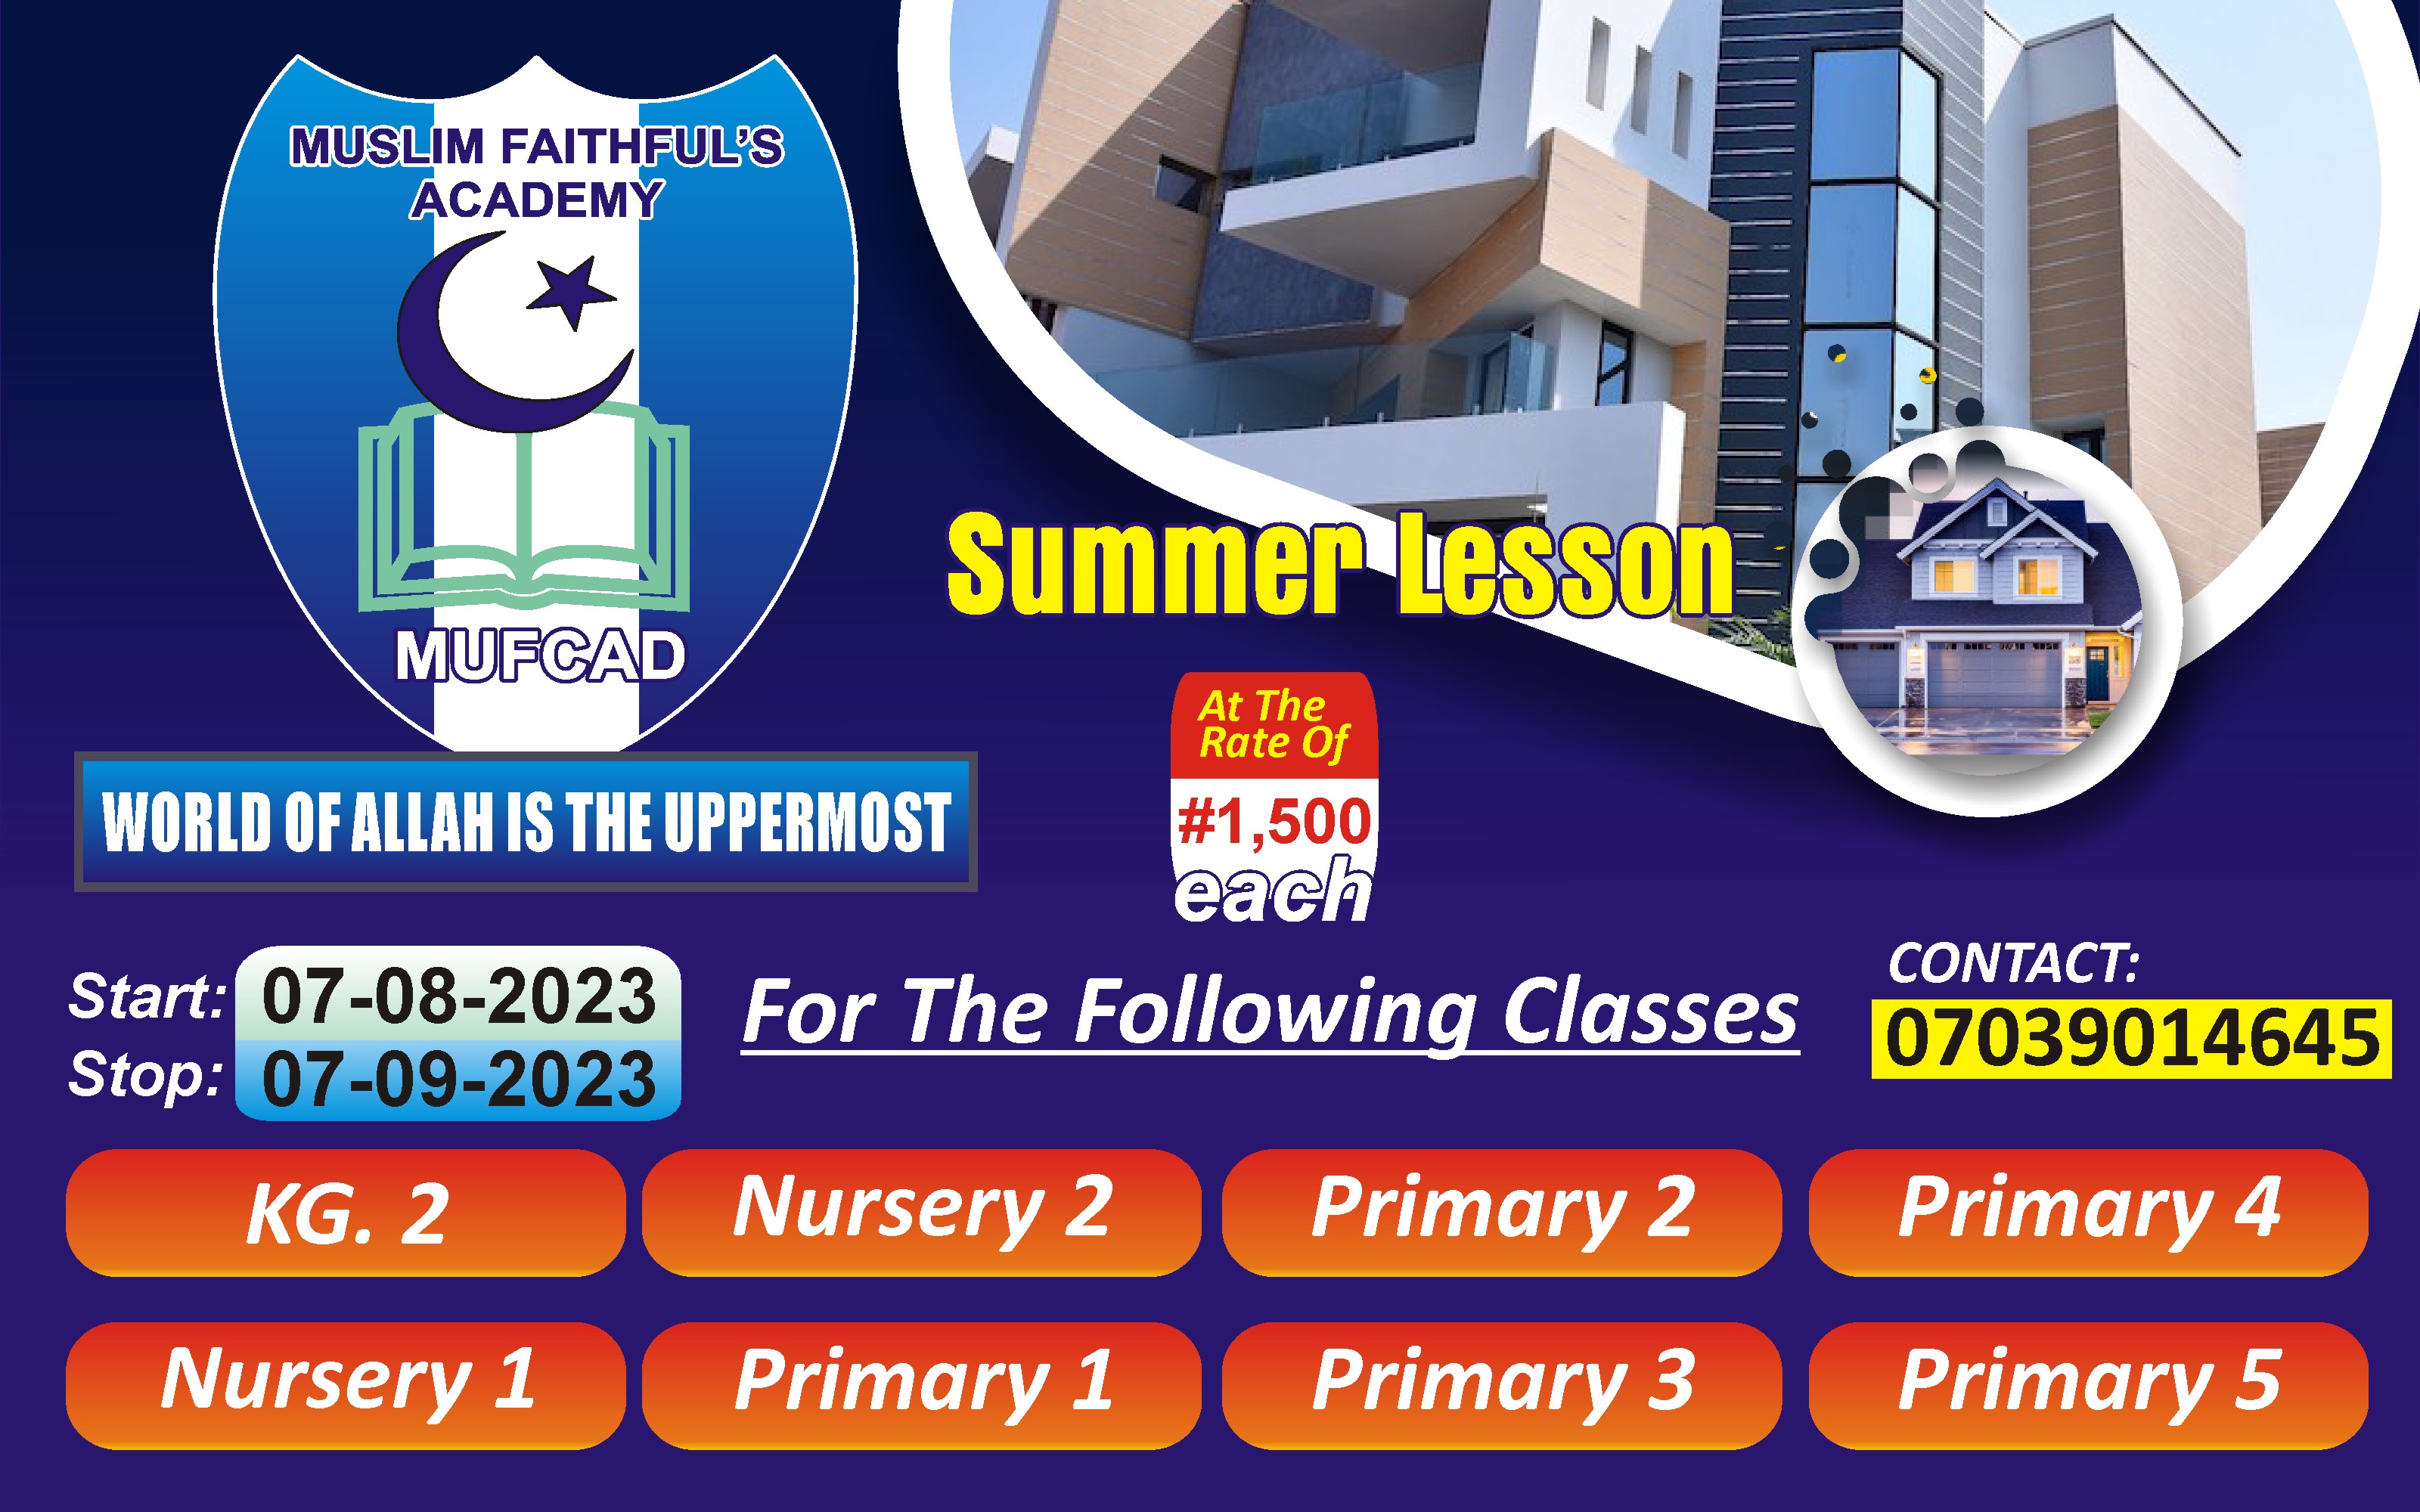 MUSLIM FAITHFUL’S
ACADEMY
MUFCAD
WORLD OF ALLAH IS THE UPPERMOST
Summer Lesson
At The
Rate Of
#1,500
each
Start: 07-08-2023
Stop: 07-09-2023
For The Following Classes
CONTACT:
07039014645
KG. 2
Nursery 2
Primary 2
Primary 4
Nursery 1
Primary 1
Primary 3
Primary 5